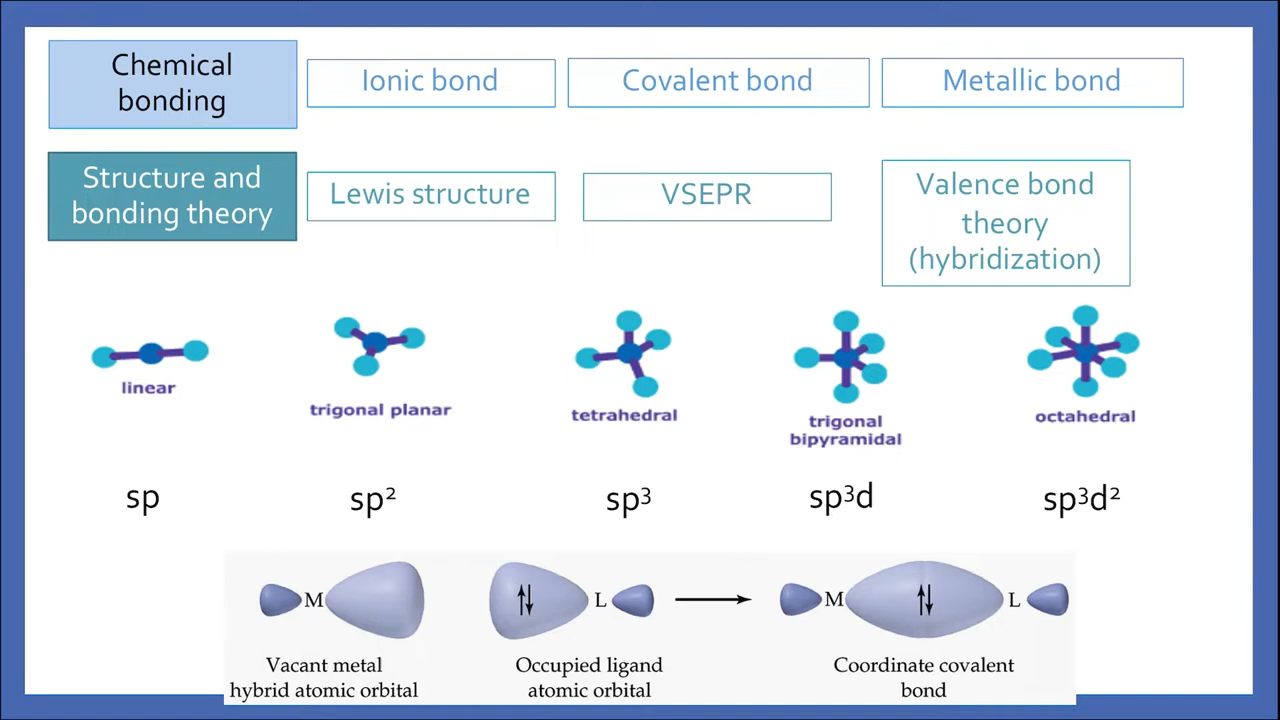 Chemical
bonding
Ionic bond
Covalent bond
Metallic bond
Structure and
bonding theory
Lewis structure
VSEPR
Valence bond
theory
(hybridization)
linear
trigonal planar
tetrahedral
trigonal
bipyramidal
octahedral
sp
sp²
sp³
sp³d
sp³d²
M
L
M
L
Vacant metal
hybrid atomic orbital
Occupied ligand
atomic orbital
Coordinate covalent
bond